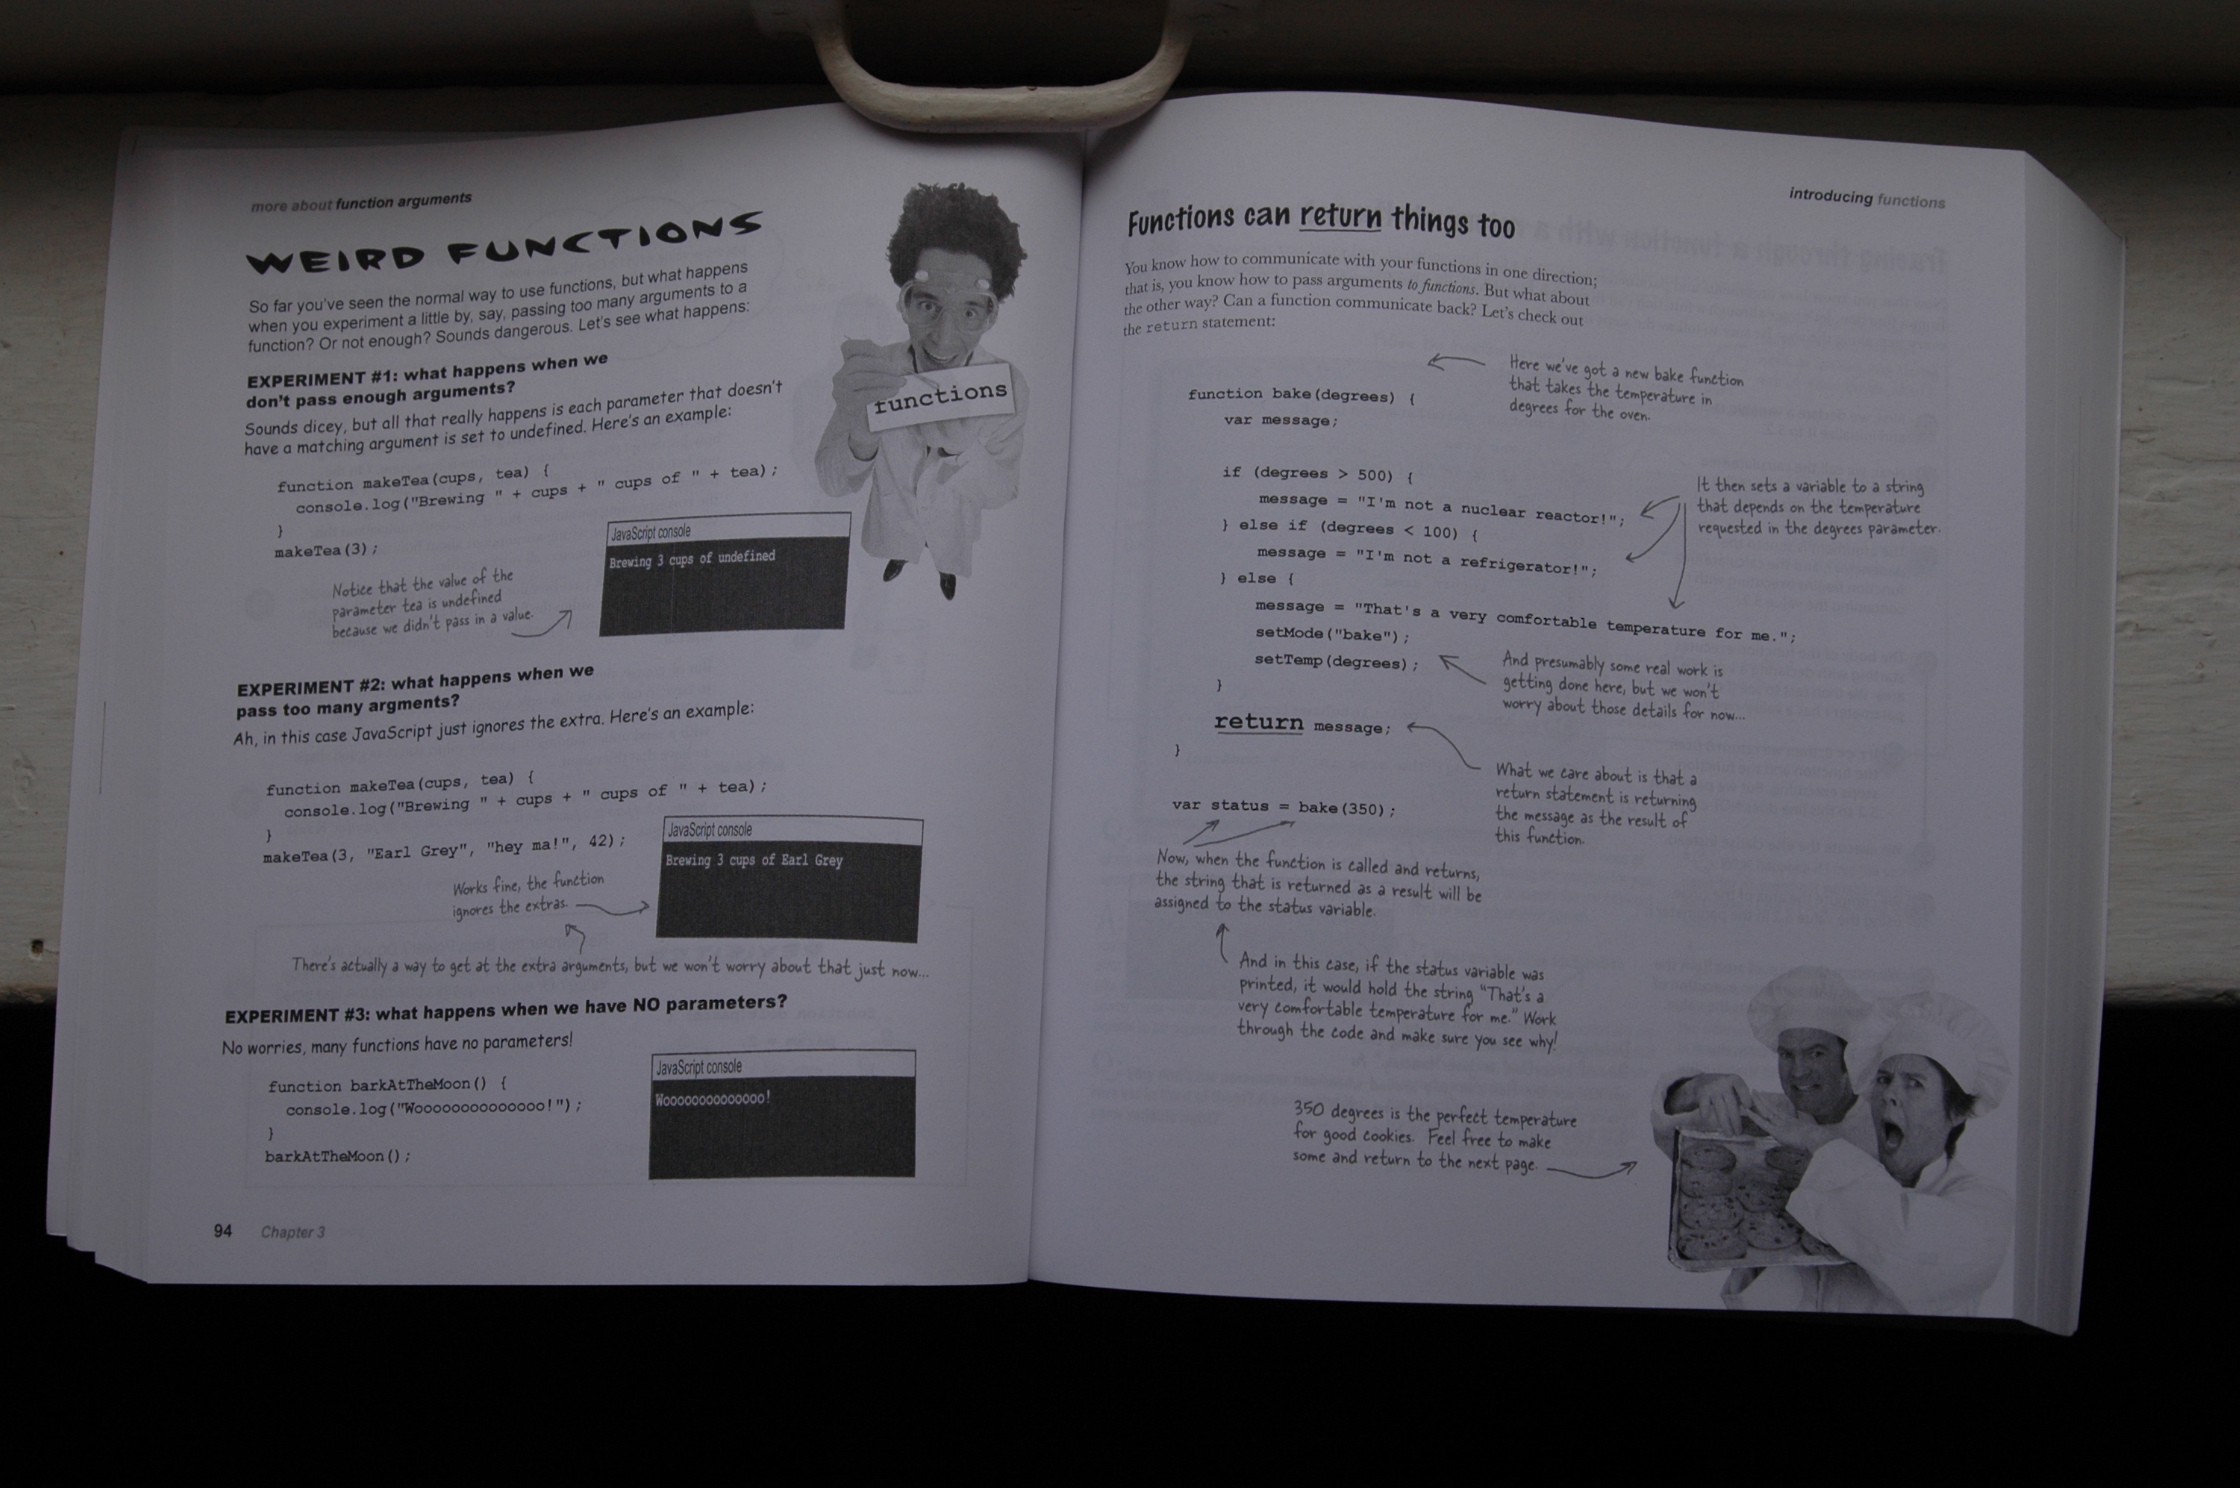 more about function arguments
WEIRD FUNCTIONS
So far you've seen the normal way to use functions, but what happens
when you experiment a little by, say, passing too many arguments to a
function? Or not enough? Sounds dangerous. Let's see what happens:
EXPERIMENT #1: what happens when we
don't pass enough arguments?
Sounds dicey, but all that really happens is each parameter that doesn't
have a matching argument is set to undefined. Here's an example:
function makeTea(cups, tea) {
console.log("Brewing " + cups + " cups of " + tea);
}
makeTea(3);
JavaScript console
Brewing 3 cups of undefined
Notice that the value of the
parameter tea is undefined
because we didn't pass in a value.
functions
EXPERIMENT #2: what happens when we
pass too many argments?
Ah, in this case JavaScript just ignores the extra. Here's an example:
function makeTea(cups, tea) {
console.log("Brewing " + cups + " cups of " + tea);
}
makeTea(3, "Earl Grey", "hey ma!", 42);
JavaScript console
Brewing 3 cups of Earl Grey
Works fine, the function
ignores the extras.
There's actually a way to get at the extra arguments, but we won't worry about that just now...
EXPERIMENT #3: what happens when we have NO parameters?
No worries, many functions have no parameters!
function barkAtTheMoon() {
console.log("Woooooooooooooo!");
}
barkAtTheMoon();
JavaScript console
Woooooooooooooo!
94 Chapter 3
introducing functions
Functions can return things too
You know how to communicate with your functions in one direction;
that is, you know how to pass arguments to functions. But what about
the other way? Can a function communicate back? Let's check out
the return statement:
Here we've got a new bake function
that takes the temperature in
degrees for the oven.
function bake(degrees) {
var message;
if (degrees > 500) {
message = "I'm not a nuclear reactor!";
} else if (degrees < 100) {
message = "I'm not a refrigerator!";
} else {
message = "That's a very comfortable temperature for me.";
setMode("bake");
setTemp(degrees);
}
return message;
}
var status = bake(350);
It then sets a variable to a string
that depends on the temperature
requested in the degrees parameter.
And presumably some real work is
getting done here, but we won't
worry about those details for now...
What we care about is that a
return statement is returning
the message as the result of
this function.
Now, when the function is called and returns,
the string that is returned as a result will be
assigned to the status variable.
And in this case, if the status variable was
printed, it would hold the string "That's a
very comfortable temperature for me." Work
through the code and make sure you see why!
350 degrees is the perfect temperature
for good cookies. Feel free to make
some and return to the next page.